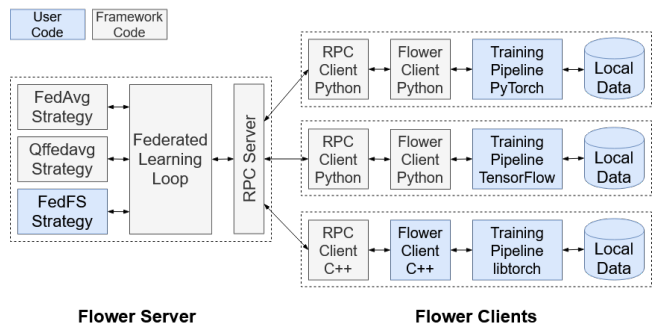 User
Code
Framework
Code
FedAvg
Strategy
Qffedavg
Strategy
FedFS
Strategy
Federated
Learning
Loop
RPC Server
RPC
Client
Python
Flower
Client
Python
Training
Pipeline
PyTorch
Local
Data
RPC
Client
Python
Flower
Client
Python
Training
Pipeline
TensorFlow
Local
Data
RPC
Client
C++
Flower
Client
C++
Training
Pipeline
libtorch
Local
Data
Flower Server
Flower Clients